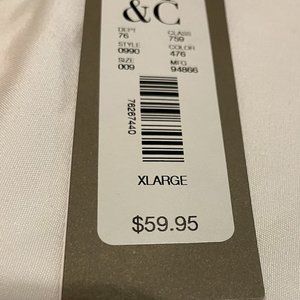 &C
DEPT CLASS
76 759
STYLE COLOR
0990 476
SIZE MFG
009 94866
76267440
XLARGE
$59.95